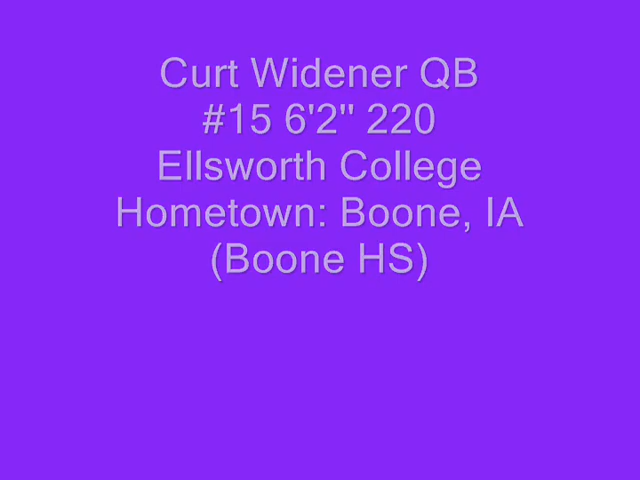 Curt Widener QB
#15 6'2" 220
Ellsworth College
Hometown: Boone, IA
(Boone HS)